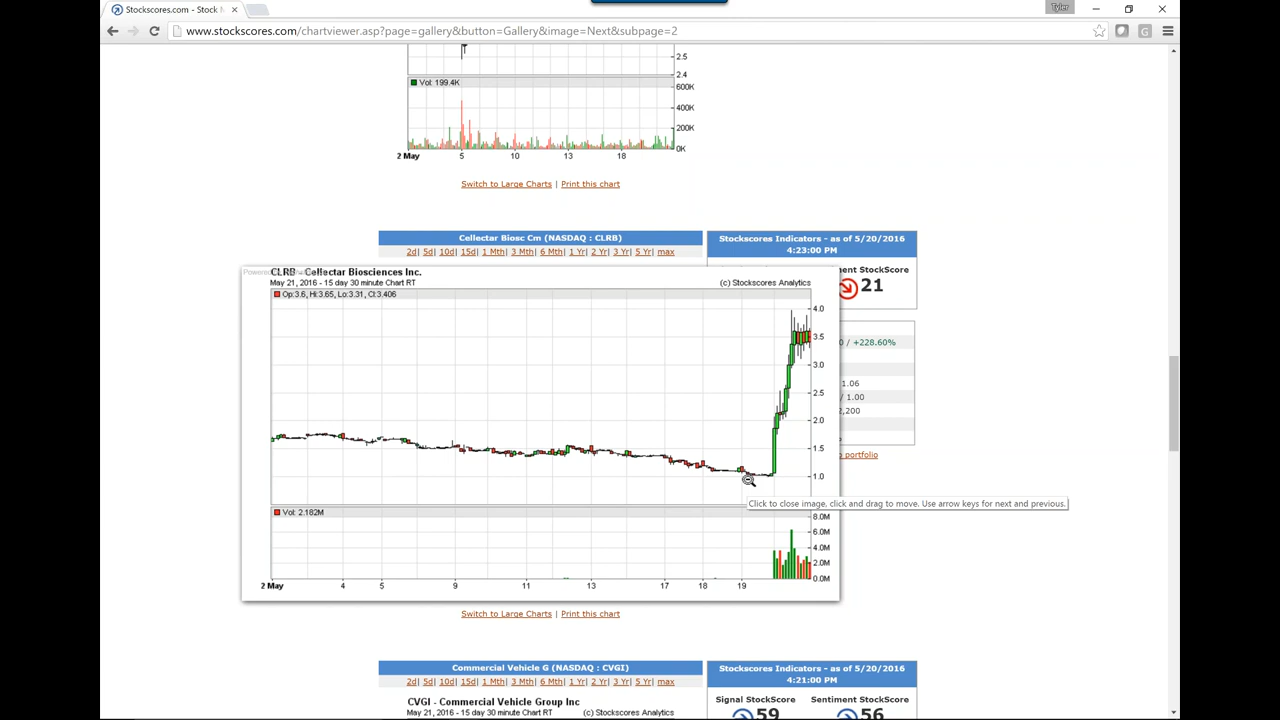 Stockscores.com - Stock M
Tyler
www.stockscores.com/chartviewer.asp?page=gallery&button=Gallery&image=Next&subpage=2
2.5
2.4
Vol: 199.4K
600K
400K
200K
0K
2 May 5 10 13 18
Switch to Large Charts | Print this chart
Cellectar Biosc Cm (NASDAQ : CLRB)
2d| 5d| 10d| 15d| 1 Mth| 3 Mth| 6 Mth| 1 Yr| 2 Yr| 3 Yr| 5 Yr| max
Stockscores Indicators - as of 5/20/2016
4:23:00 PM
ment StockScore
21
CLRB - Cellectar Biosciences Inc.
May 21, 2016 - 15 day 30 minute Chart RT
(c) Stockscores Analytics
Op:3.6, Hi:3.65, Lo:3.31, Cl:3.406
4.0
3.5
3.0
2.5
2.0
1.5
1.0
0 / +228.60%
1.06
/ 1.00
2,200
o portfolio
Click to close image, click and drag to move. Use arrow keys for next and previous.
Vol: 2.182M
8.0M
6.0M
4.0M
2.0M
0.0M
2 May 4 5 9 11 13 17 18 19
Switch to Large Charts | Print this chart
Commercial Vehicle G (NASDAQ : CVGI)
2d| 5d| 10d| 15d| 1 Mth| 3 Mth| 6 Mth| 1 Yr| 2 Yr| 3 Yr| 5 Yr| max
Stockscores Indicators - as of 5/20/2016
4:21:00 PM
CVGI - Commercial Vehicle Group Inc
May 21, 2016 - 15 day 30 minute Chart RT
(c) Stockscores Analytics
Signal StockScore
59
Sentiment StockScore
56